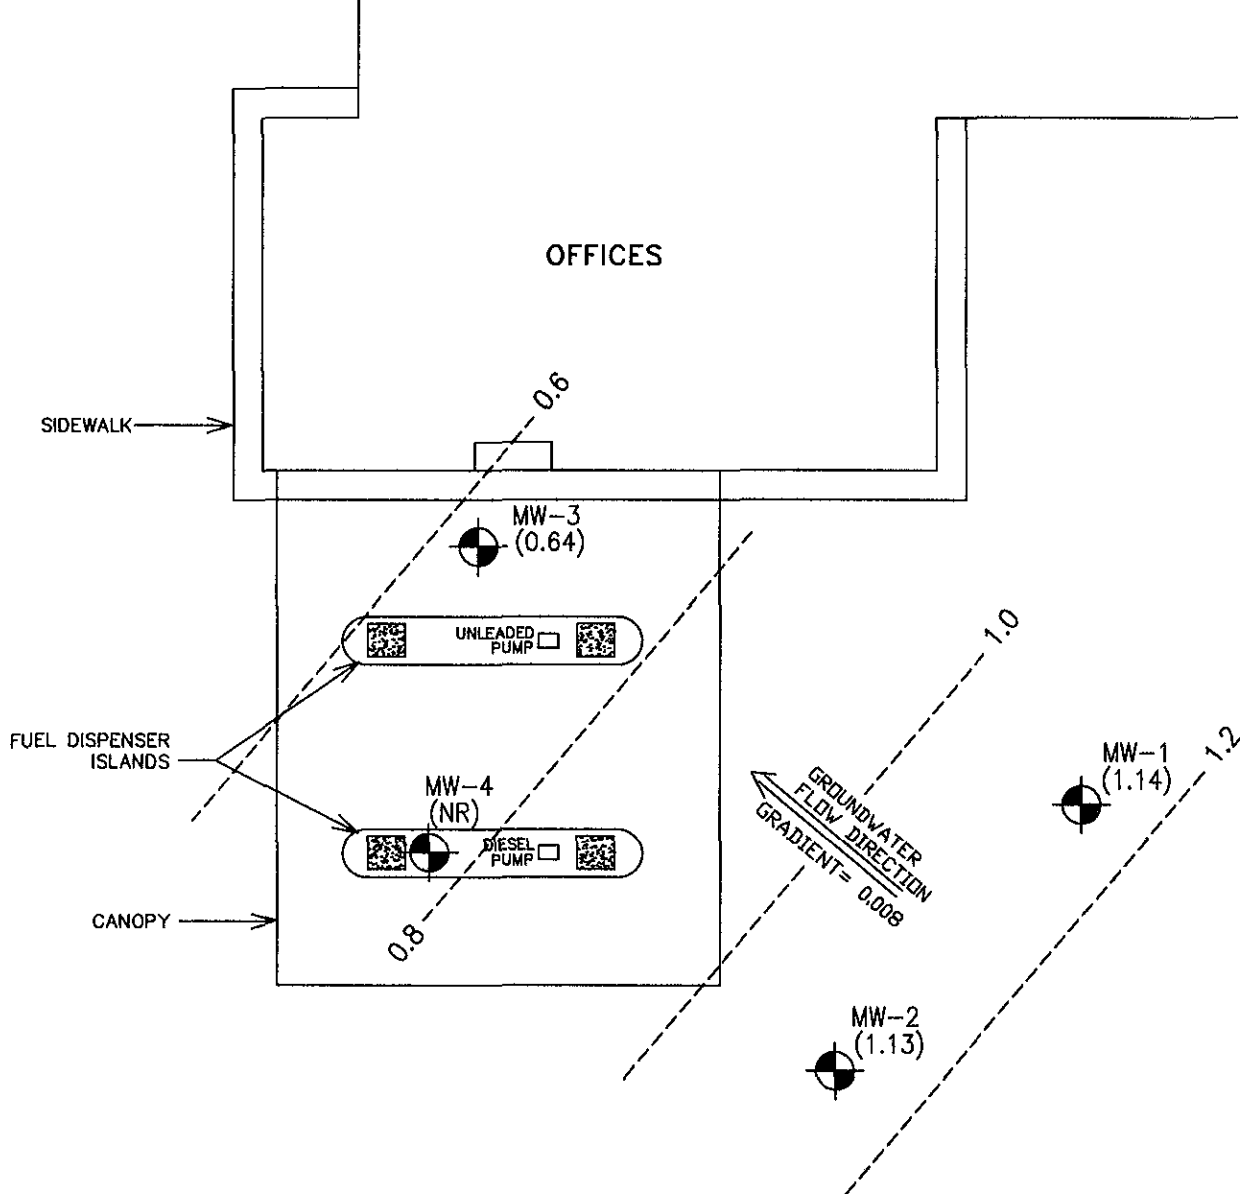 OFFICES
0.6
SIDEWALK
MW-3
(0.64)
UNLEADED
PUMP
1.0
FUEL DISPENSER
ISLANDS
MW-1
(1.14)
1.2
MW-4
(NR)
GROUNDWATER
FLOW DIRECTION
GRADIENT= 0.008
DIESEL
PUMP
CANOPY
0.8
MW-2
(1.13)